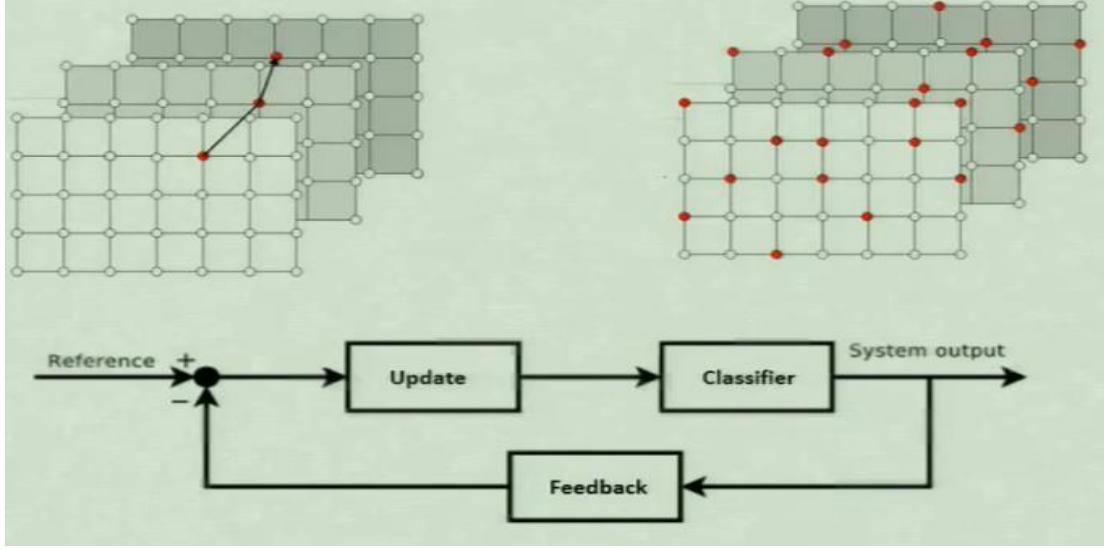 Reference
+
System output
−
Update
Classifier
Feedback